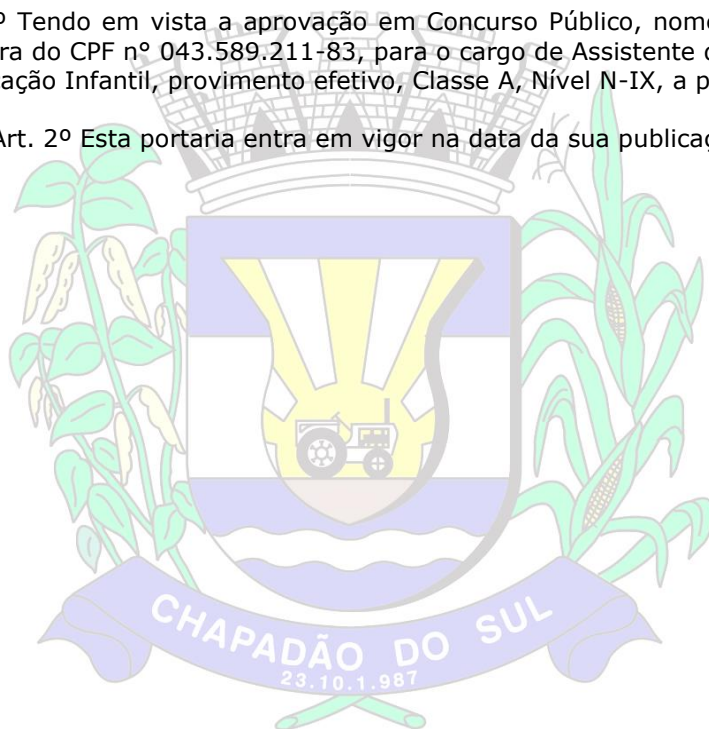 º Tendo em vista a aprovação em Concurso Público, nome
ra do CPF n° 043.589.211-83, para o cargo de Assistente d
tação Infantil, provimento efetivo, Classe A, Nível N-IX, a p
Art. 2º Esta portaria entra em vigor na data da sua publicaç
CHAPADÃO DO SUL
23.10.1.987